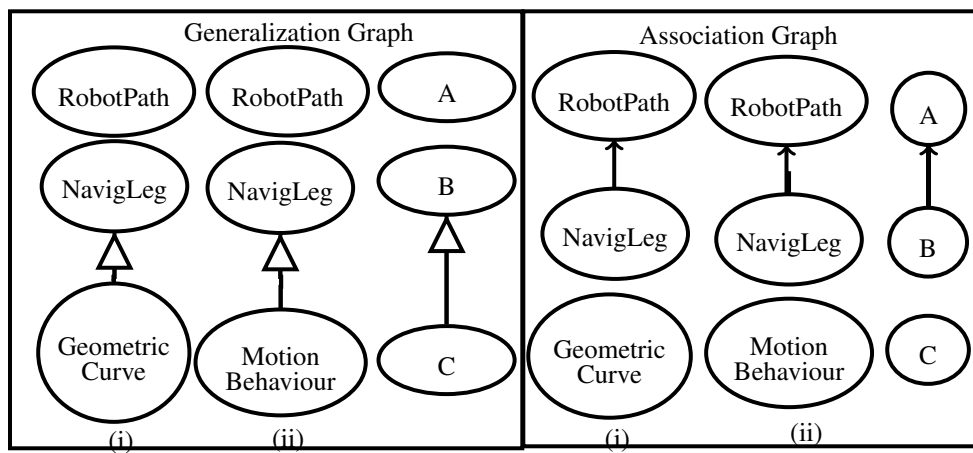 Generalization Graph
RobotPath
RobotPath
A
NavigLeg
NavigLeg
B
Geometric
Curve
Motion
Behaviour
C
(i)
(ii)
Association Graph
RobotPath
RobotPath
A
NavigLeg
NavigLeg
B
Geometric
Curve
Motion
Behaviour
C
(i)
(ii)